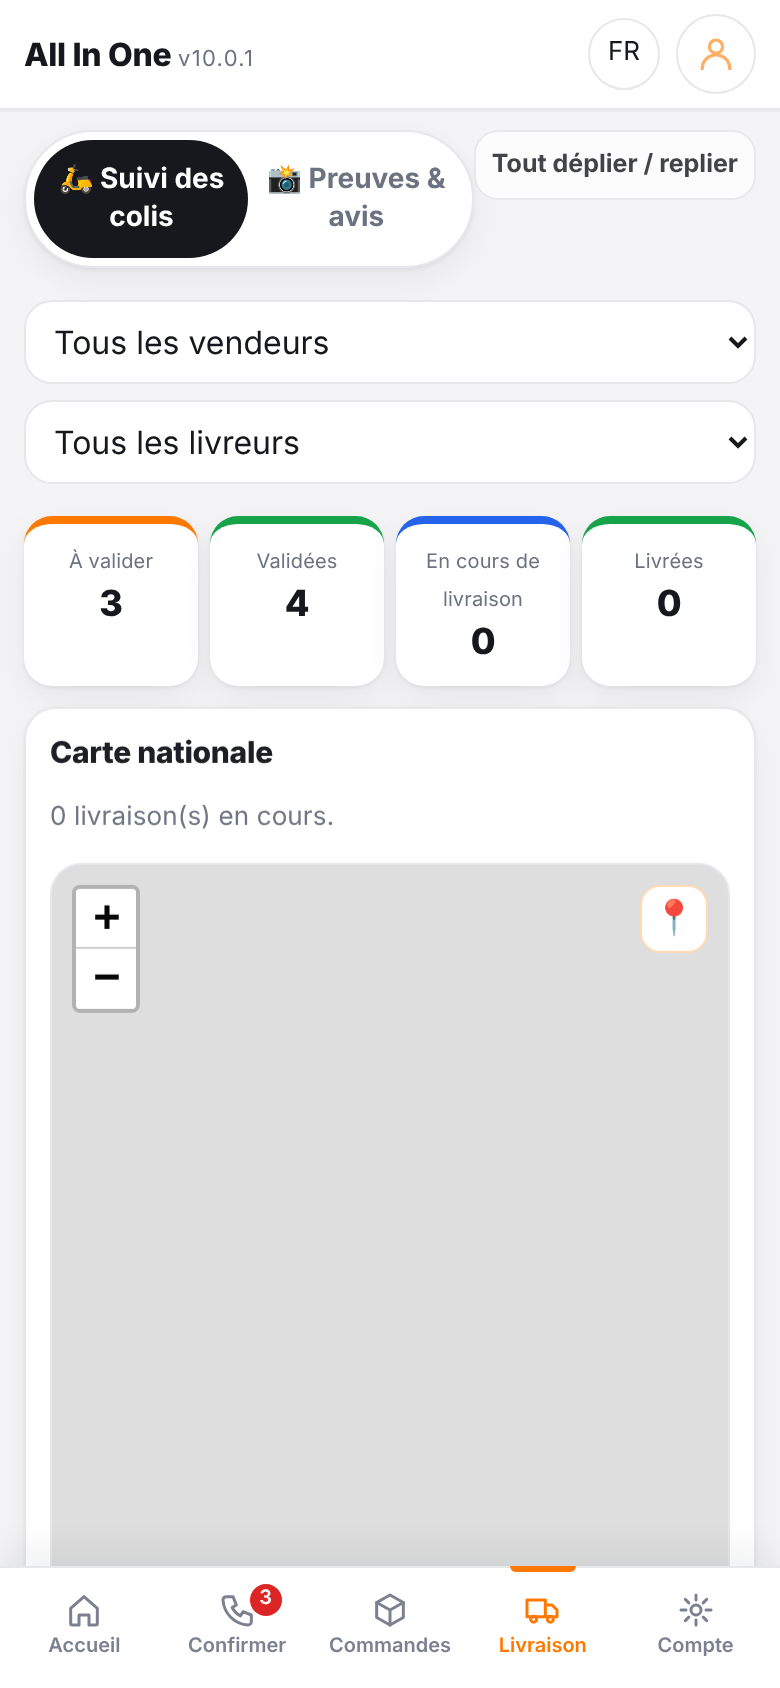 All In One v10.0.1
FR
🛵 Suivi des
colis
📸 Preuves &
avis
Tout déplier / replier
Tous les vendeurs
Tous les livreurs
À valider
3
Validées
4
En cours de
livraison
0
Livrées
0
Carte nationale
0 livraison(s) en cours.
+
−
Accueil
3
Confirmer
Commandes
Livraison
Compte